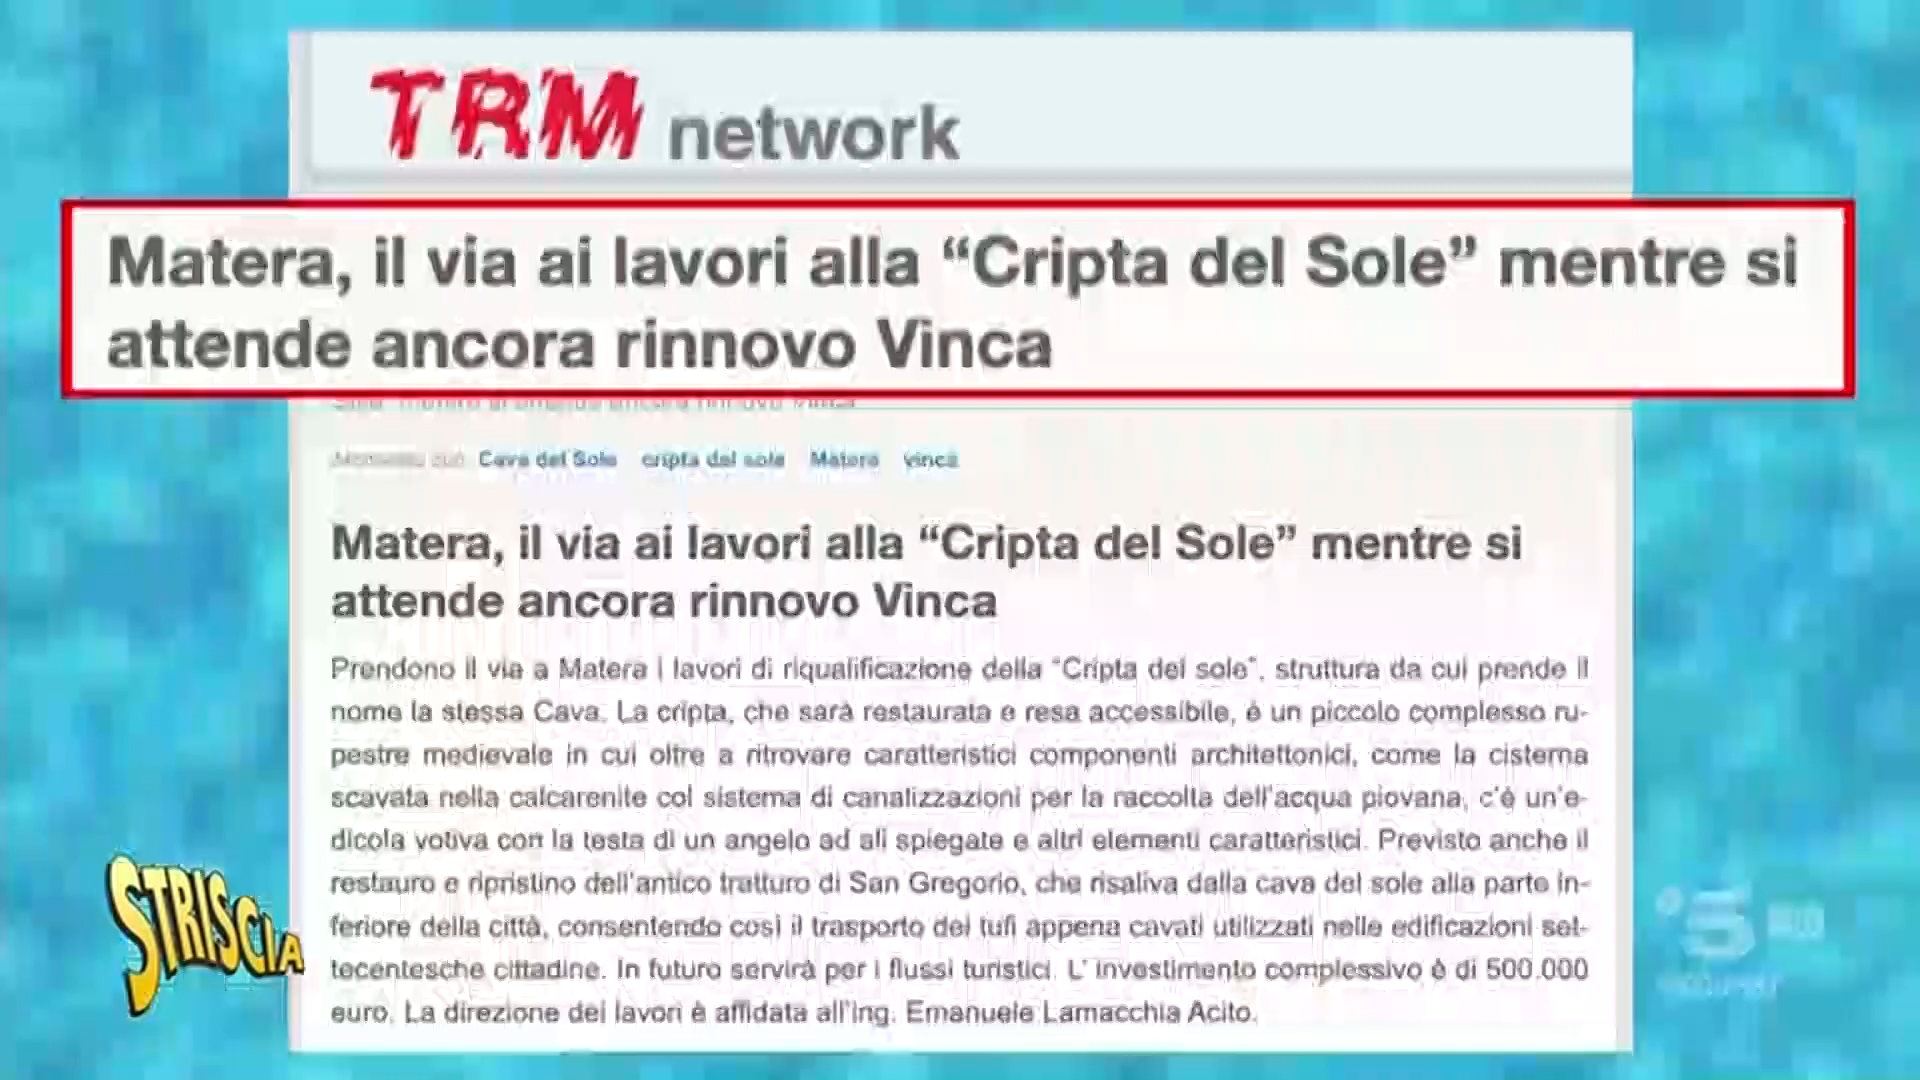 TRM network
Matera, il via ai lavori alla “Cripta del Sole” mentre si
attende ancora rinnovo Vinca
Cava del Sole cripta del sole Matera vinca
Matera, il via ai lavori alla “Cripta del Sole” mentre si
attende ancora rinnovo Vinca
Prendono il via a Matera i lavori di riqualificazione della “Cripta del sole”, struttura da cui prende il
nome la stessa Cava. La cripta, che sarà restaurata e resa accessibile, è un piccolo complesso ru-
pestre medievale in cui oltre a ritrovare caratteristici componenti architettonici, come la cisterna
scavata nella calcarenite col sistema di canalizzazioni per la raccolta dell'acqua piovana, c'è un'e-
dicola votiva con la testa di un angelo ad ali spiegate e altri elementi caratteristici. Previsto anche il
restauro e ripristino dell'antico tratturo di San Gregorio, che risaliva dalla cava del sole alla parte in-
feriore della città, consentendo così il trasporto dei tufi appena cavati utilizzati nelle edificazioni set-
tecentesche cittadine. In futuro servirà per i flussi turistici. L' investimento complessivo è di 500.000
euro. La direzione dei lavori è affidata all'ing. Emanuele Lamacchia Acito.
STRISCIA
5